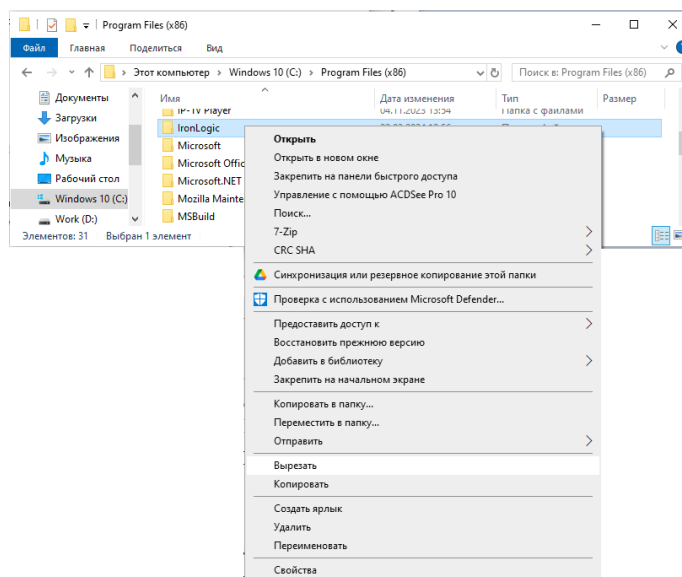 Program Files (x86)
Файл Главная Поделиться Вид
Этот компьютер > Windows 10 (C:) > Program Files (x86)
Поиск в: Program Files (x86)
Имя Дата изменения Тип Размер
Документы
Загрузки
Изображения
Музыка
Рабочий стол
Windows 10 (C:)
Work (D:)
IP-TV Player 04.11.2023 13:54 Папка с файлами
IronLogic
Microsoft
Microsoft Offic
Microsoft.NET
Mozilla Mainte
MSBuild
Элементов: 31 Выбран 1 элемент
Открыть
Открыть в новом окне
Закрепить на панели быстрого доступа
Управление с помощью ACDSee Pro 10
Поиск...
7-Zip
CRC SHA
Синхронизация или резервное копирование этой папки
Проверка с использованием Microsoft Defender...
Предоставить доступ к
Восстановить прежнюю версию
Добавить в библиотеку
Закрепить на начальном экране
Копировать в папку...
Переместить в папку...
Отправить
Вырезать
Копировать
Создать ярлык
Удалить
Переименовать
Свойства